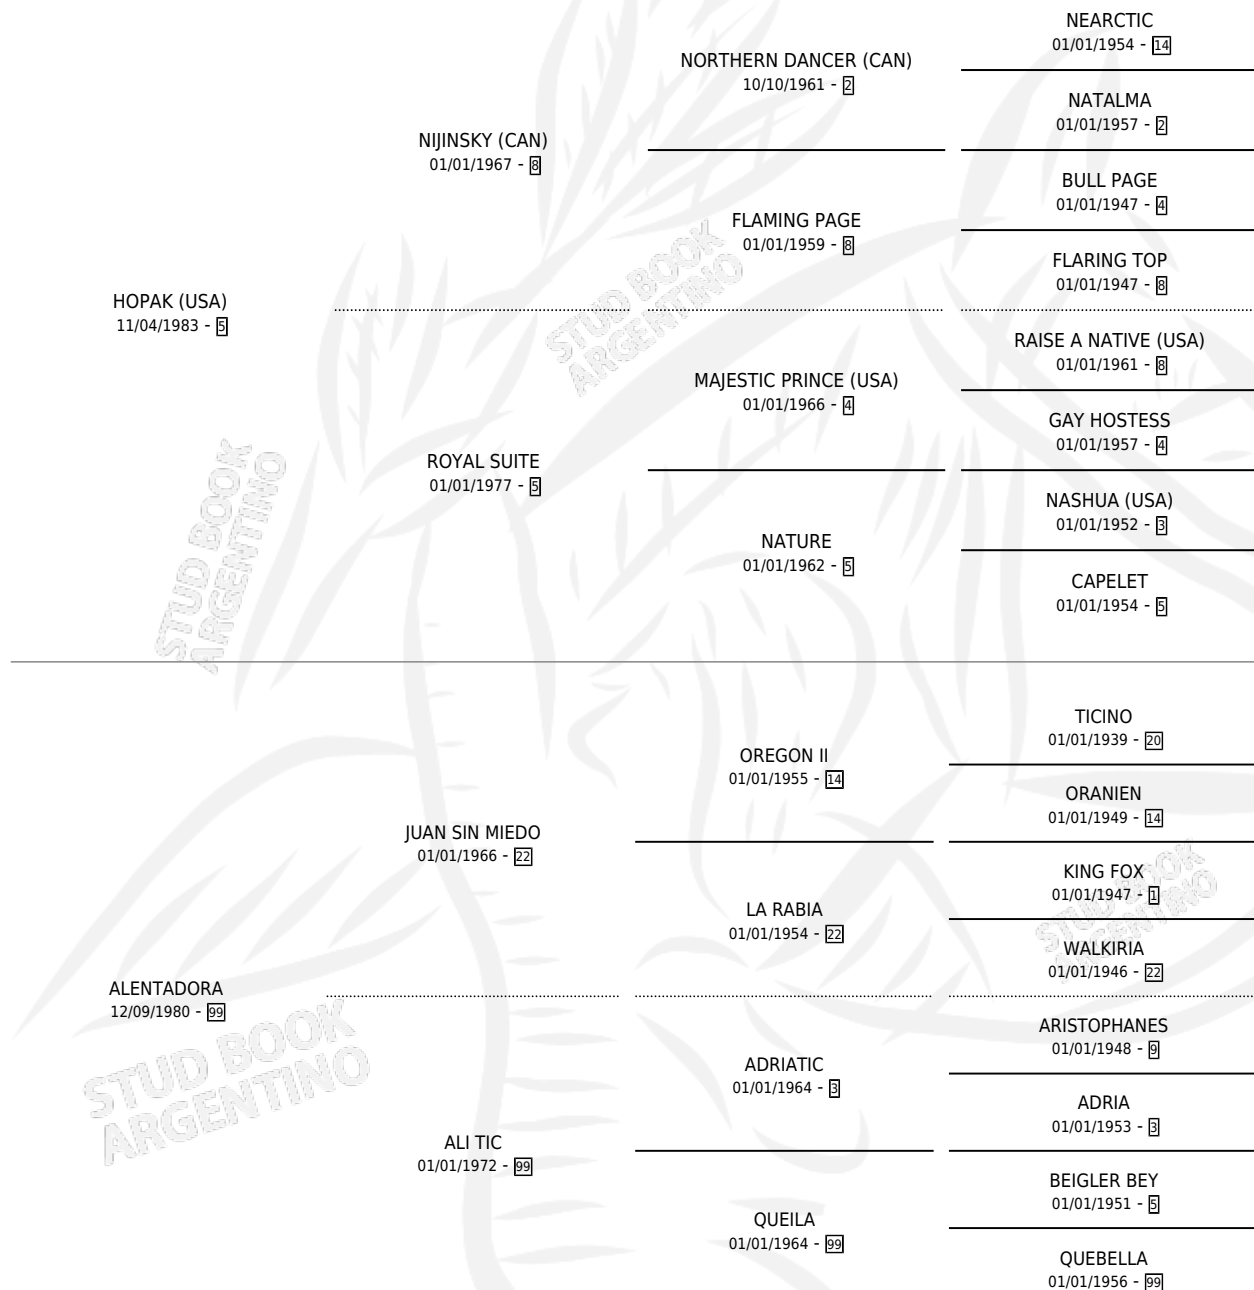 NEARCTIC
01/01/1954 - 14
NORTHERN DANCER (CAN)
10/10/1961 - 2
NATALMA
01/01/1957 - 2
NIJINSKY (CAN)
01/01/1967 - 8
BULL PAGE
01/01/1947 - 4
FLAMING PAGE
01/01/1959 - 8
FLARING TOP
01/01/1947 - 8
HOPAK (USA)
11/04/1983 - 5
RAISE A NATIVE (USA)
01/01/1961 - 8
MAJESTIC PRINCE (USA)
01/01/1966 - 4
GAY HOSTESS
01/01/1957 - 4
ROYAL SUITE
01/01/1977 - 5
NASHUA (USA)
01/01/1952 - 3
NATURE
01/01/1962 - 5
CAPELET
01/01/1954 - 5
STUD BOOK
ARGENTINO
STUD BOOK
ARGENTINO
TICINO
01/01/1939 - 20
OREGON II
01/01/1955 - 14
ORANIEN
01/01/1949 - 14
JUAN SIN MIEDO
01/01/1966 - 22
KING FOX
01/01/1947 - 1
LA RABIA
01/01/1954 - 22
WALKIRIA
01/01/1946 - 22
ALENTADORA
12/09/1980 - 99
ARISTOPHANES
01/01/1948 - 9
ADRIATIC
01/01/1964 - 3
ADRIA
01/01/1953 - 3
ALI TIC
01/01/1972 - 99
BEIGLER BEY
01/01/1951 - 5
QUEILA
01/01/1964 - 99
QUEBELLA
01/01/1956 - 99
STUD BOOK
ARGENTINO
STUD BOOK
ARGENTINO